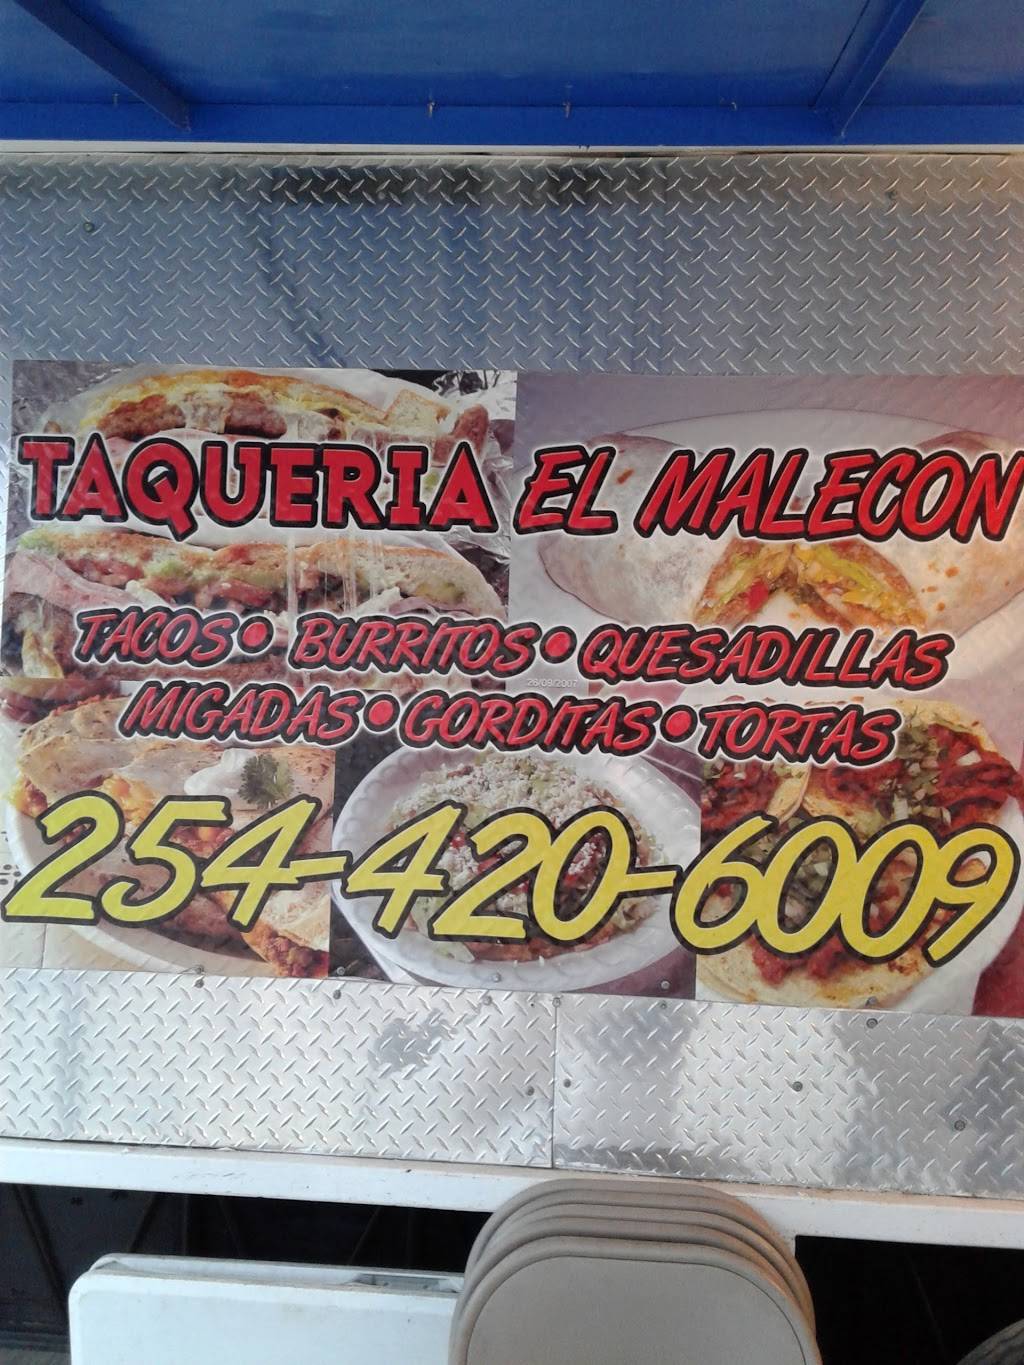 TAQUERIA EL MALECON
TACOS • BURRITOS • QUESADILLAS
26/09/2007
MIGADAS • GORDITAS • TORTAS
254-420-6009